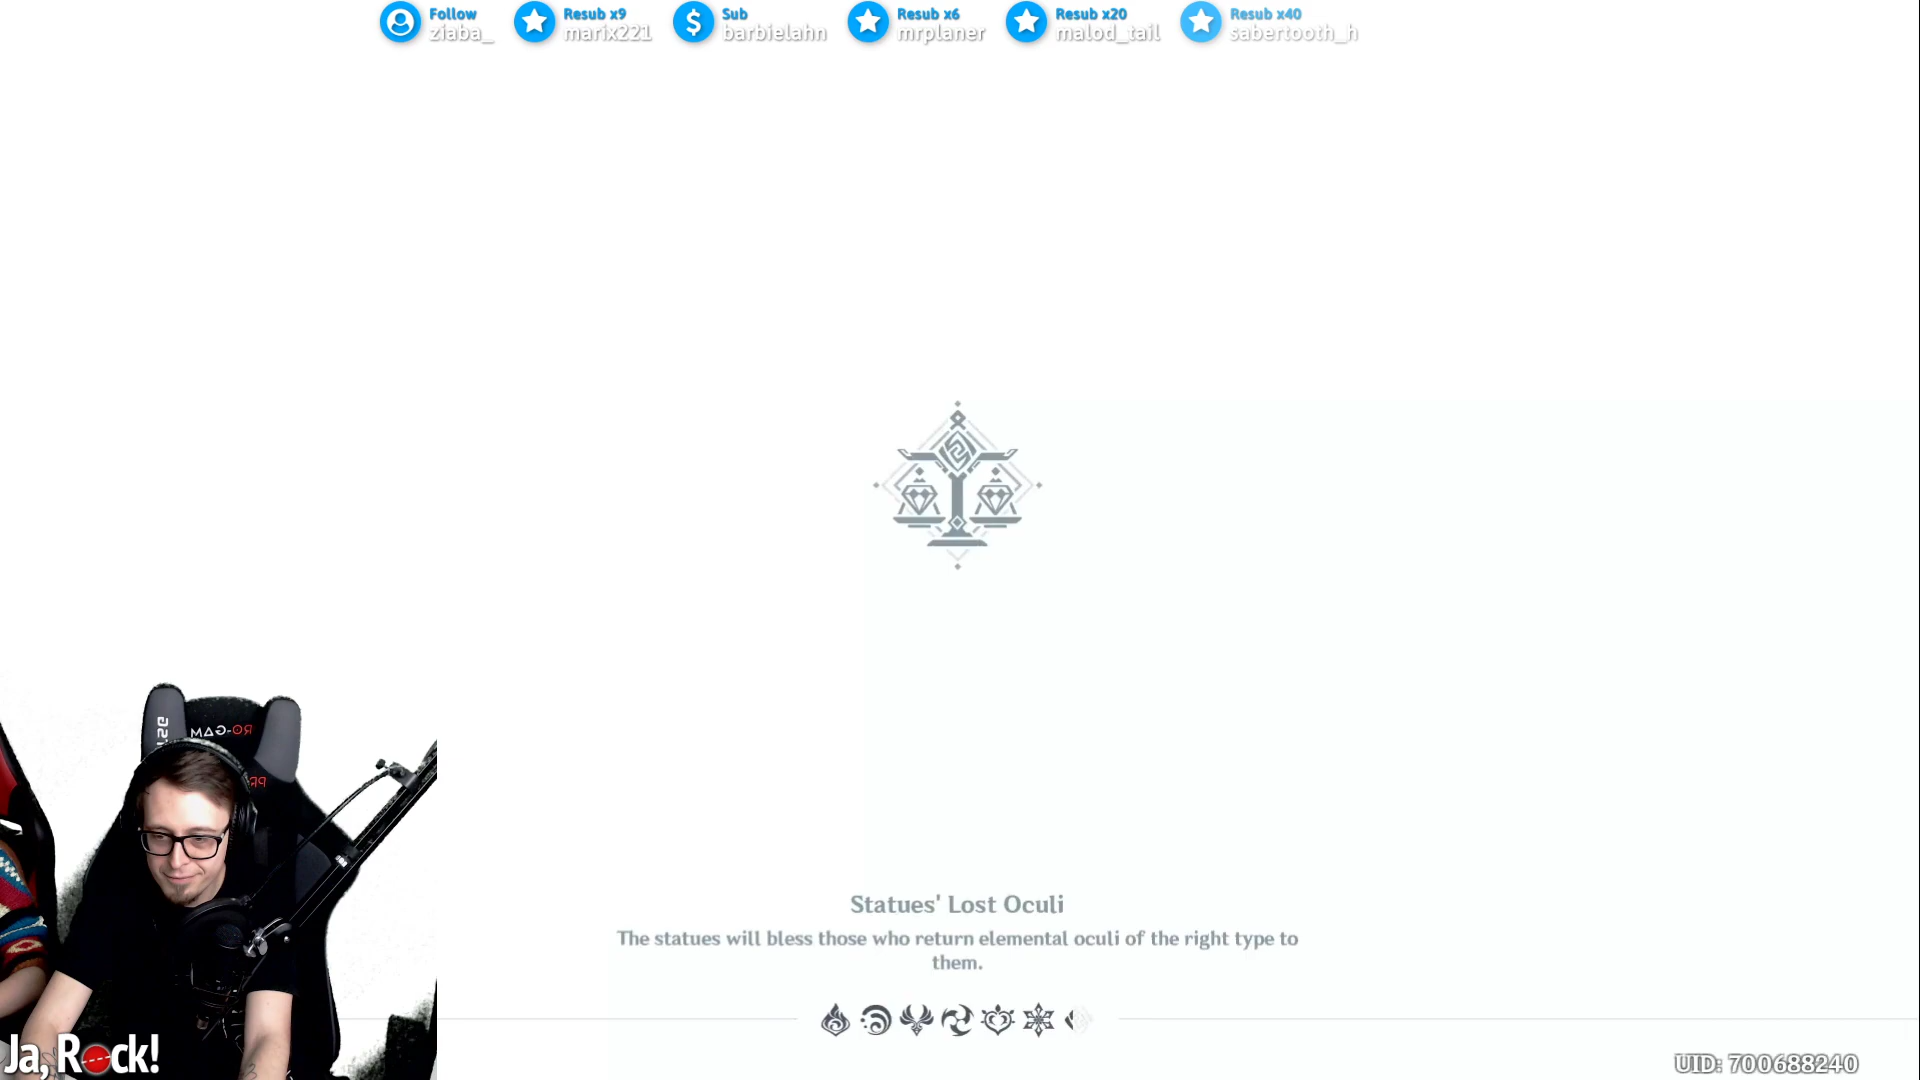 Follow
ziaba_
Resub x9
marix221
Sub
barbielahn
Resub x6
mrplaner
Resub x20
malod_tail
Resub x40
sabertooth_h
RO-GAM
Statues' Lost Oculi
The statues will bless those who return elemental oculi of the right type to
them.
Ja, Rock!
UID: 700688240